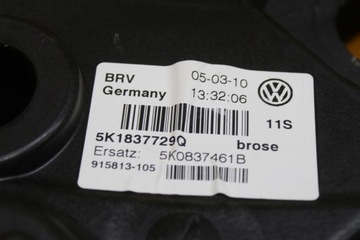 BRV 05-03-10
Germany 13:32:06
11S
5K1837729Q brose
Ersatz: 5K0837461B
915813-105